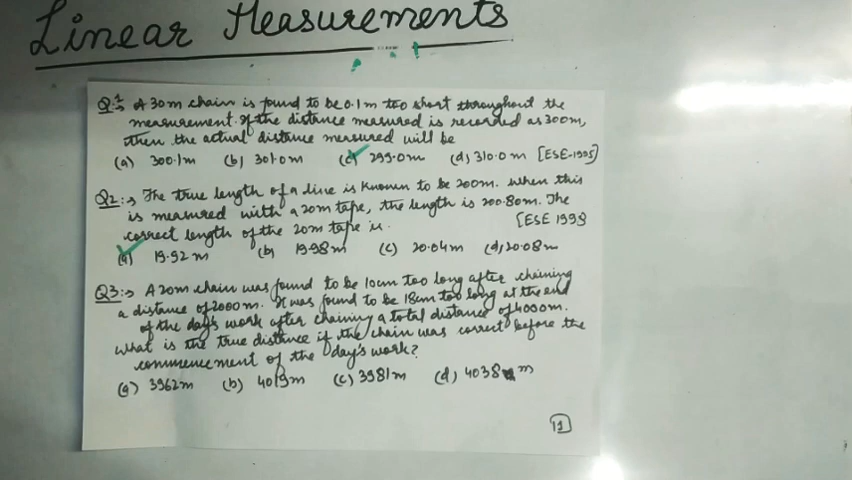 Linear Measurements
Q.1:→ A 30m chain is found to be 0.1m too short throughout the
measurement. If the distance measured is recorded as 300m,
then the actual distance measured will be
(a) 300.1m (b) 301.0m (c) 299.0m (d) 310.0m [ESE-1995]
Q2:→ The true length of a line is known to be 200m. When this
is measured with a 20m tape, the length is 200.80m. The
correct length of the 20m tape is. [ESE 1998]
(a) 19.92m (b) 19.98m (c) 20.04m (d) 20.08m
Q3:→ A 20m chain was found to be 10cm too long after chaining
a distance of 2000m. It was found to be 18cm too long at the end
of the day's work after chaining a total distance of 4000m.
What is the true distance if the chain was correct before the
commencement of the day's work?
(a) 3962m (b) 4019m (c) 3981m (d) 4038 m
11